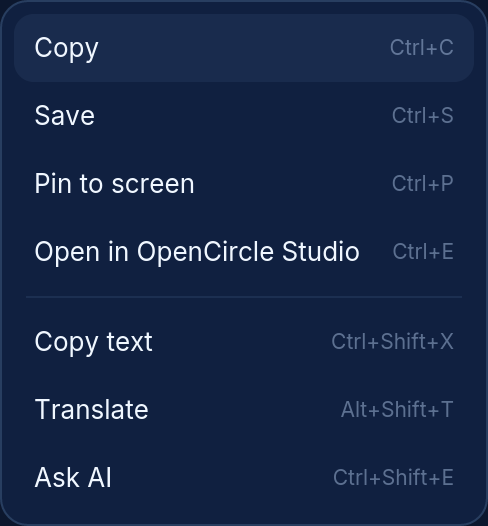 Copy Ctrl+C
Save Ctrl+S
Pin to screen Ctrl+P
Open in OpenCircle Studio Ctrl+E
Copy text Ctrl+Shift+X
Translate Alt+Shift+T
Ask AI Ctrl+Shift+E